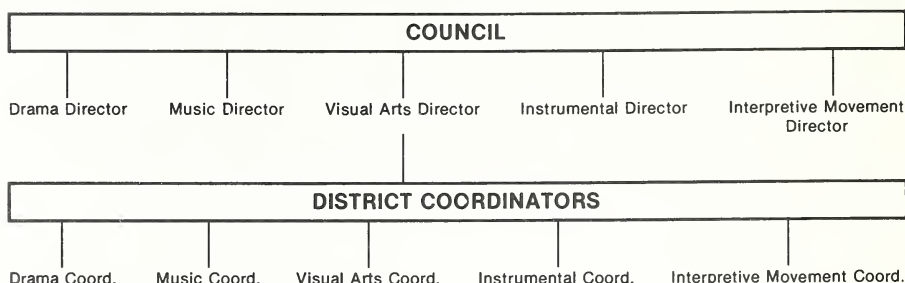 COUNCIL
Drama Director Music Director Visual Arts Director Instrumental Director Interpretive Movement
Director
DISTRICT COORDINATORS
Drama Coord. Music Coord. Visual Arts Coord. Instrumental Coord. Interpretive Movement Coord.